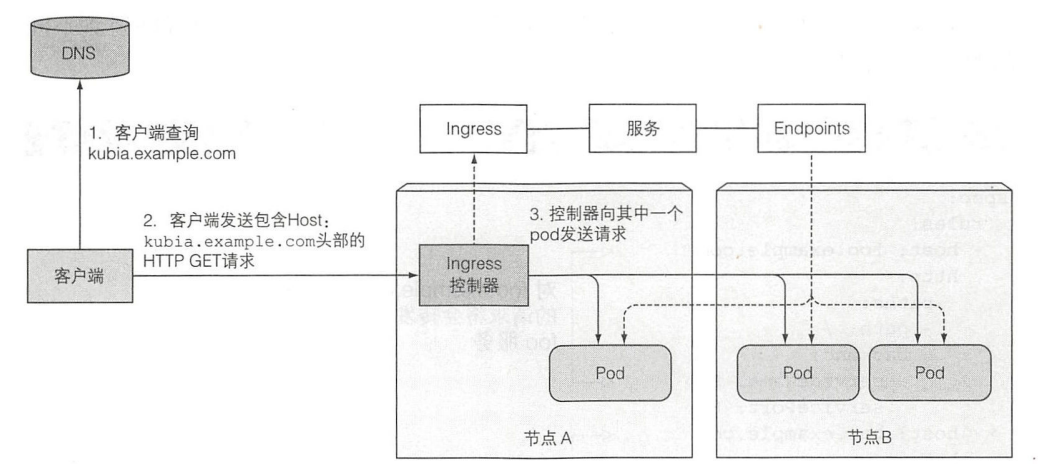 DNS
1. 客户端查询
kubia.example.com
Ingress
服务
Endpoints
2. 客户端发送包含Host：
kubia.example.com头部的
HTTP GET请求
3. 控制器向其中一个
pod发送请求
客户端
Ingress
控制器
Pod
Pod
Pod
节点 A
节点B